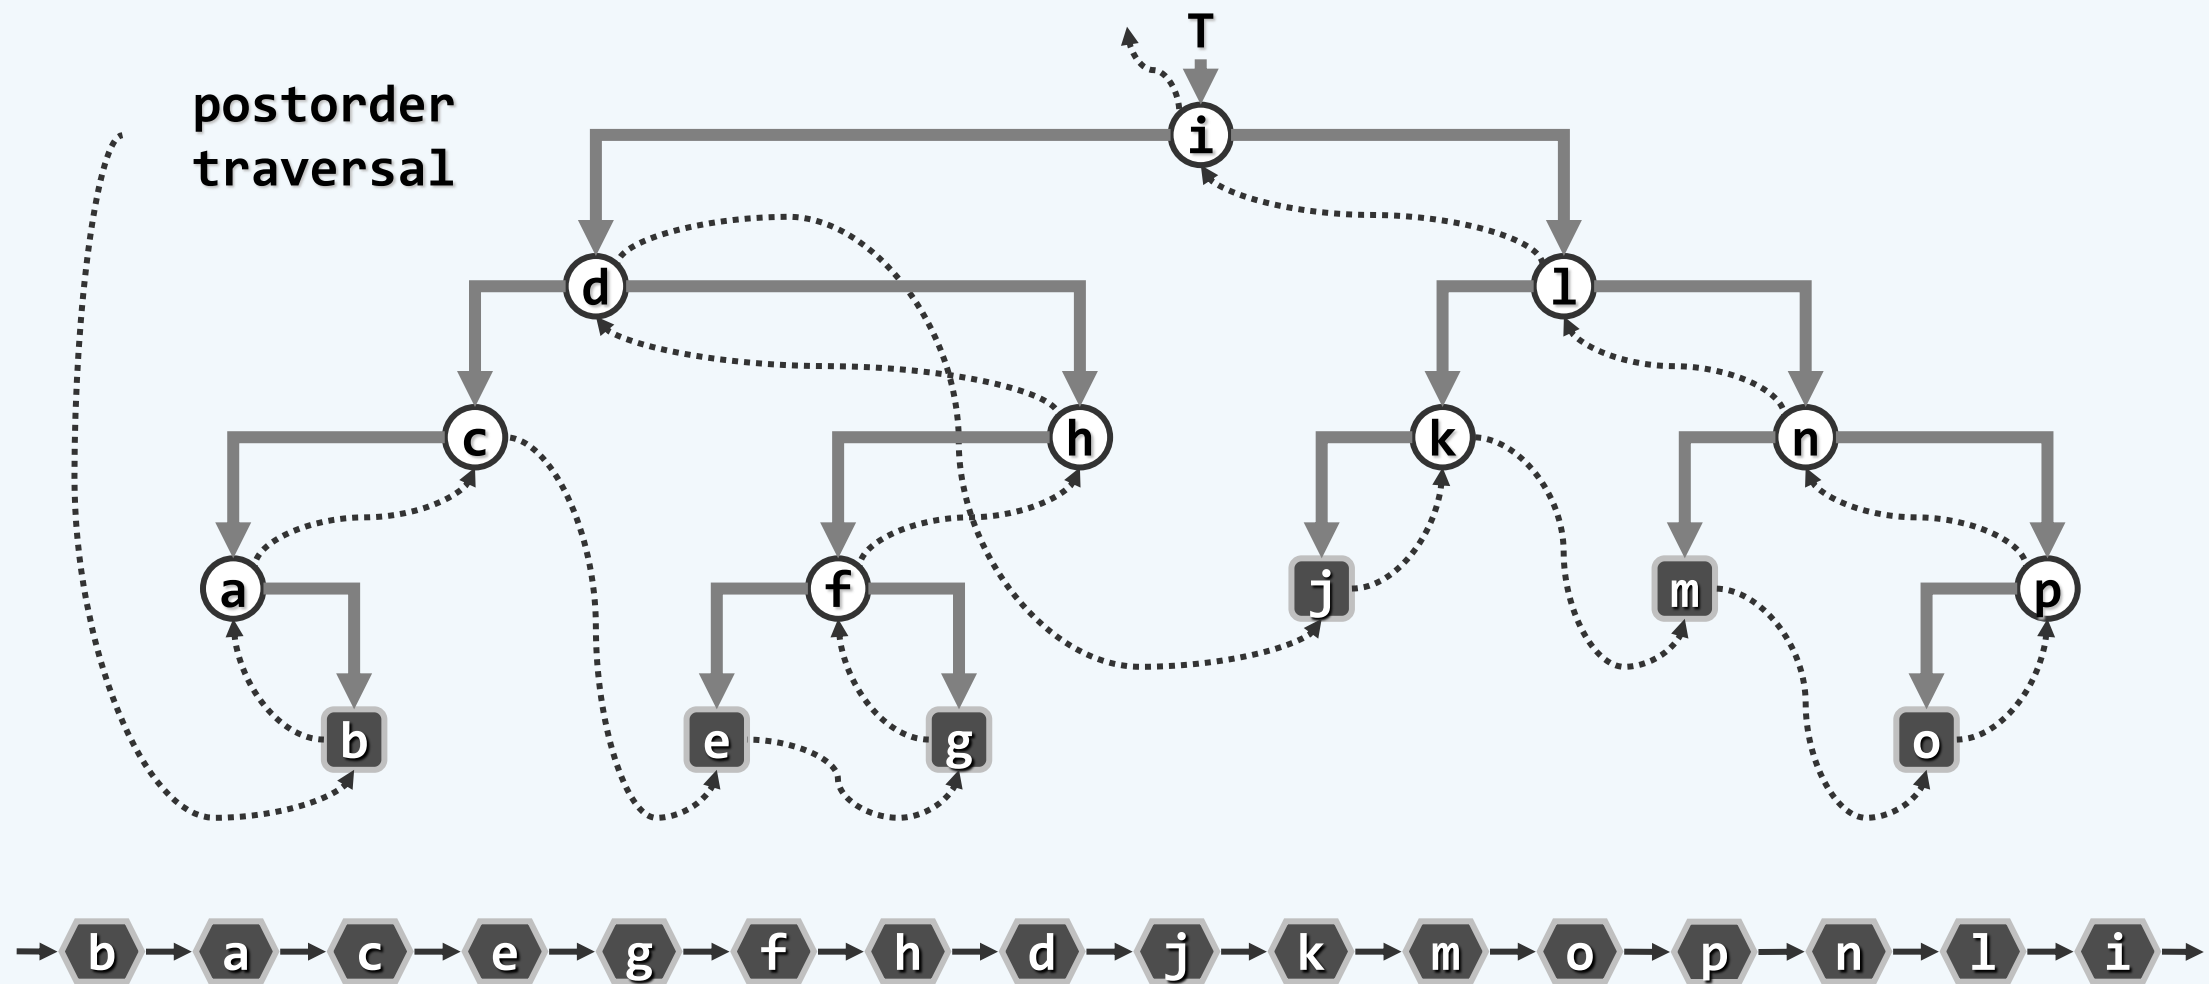 T
postorder
traversal
i
d l
c h k n
a f j m p
b e g o
b a c e g f h d j k m o p n l i